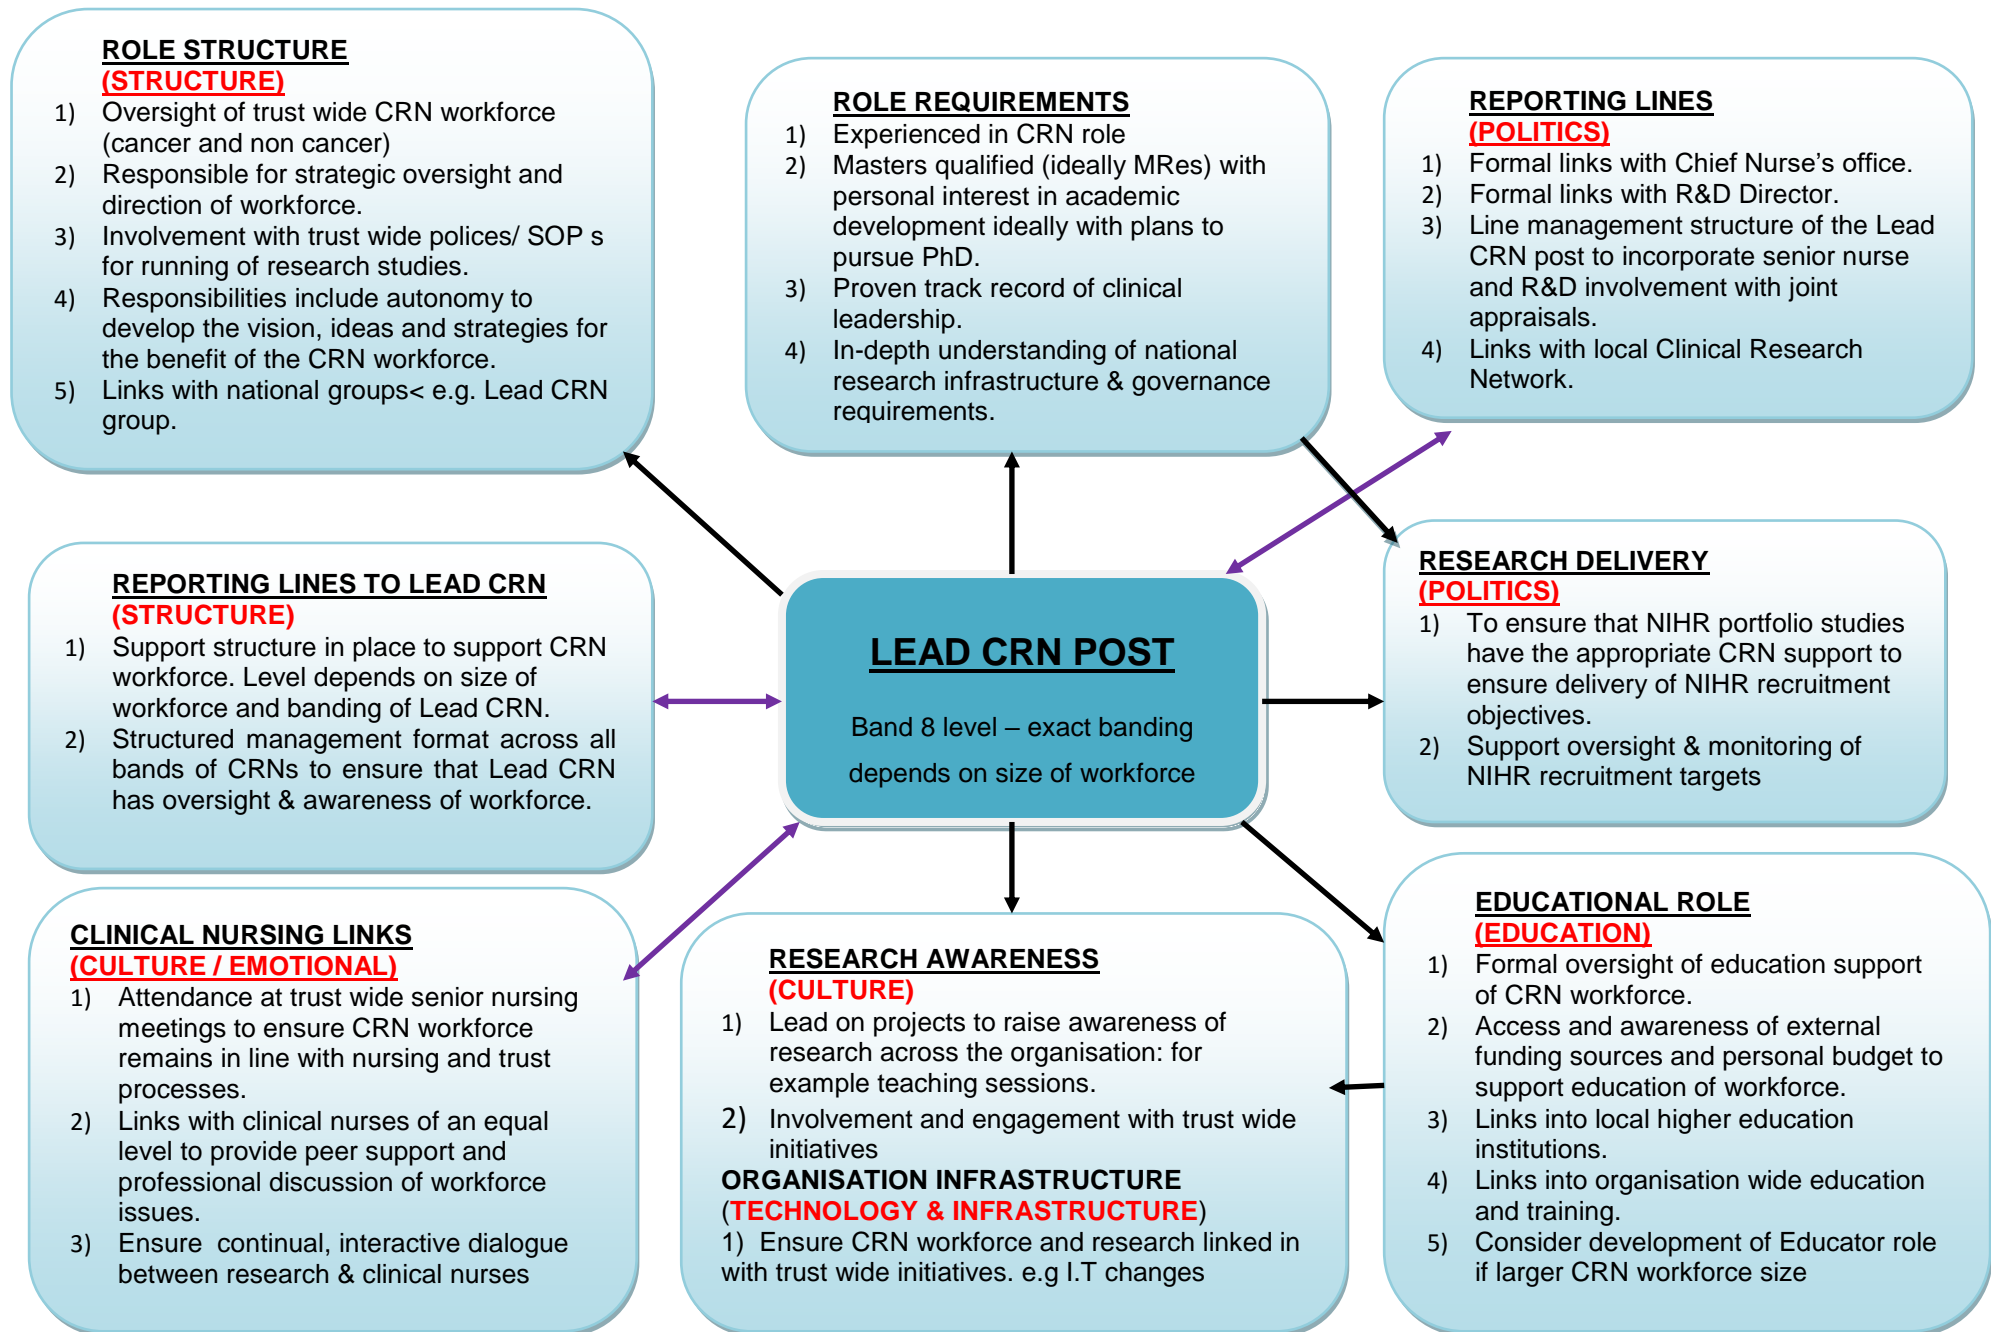 ROLE STRUCTURE
(STRUCTURE)
1) Oversight of trust wide CRN workforce
(cancer and non cancer)
2) Responsible for strategic oversight and
direction of workforce.
3) Involvement with trust wide polices/ SOP s
for running of research studies.
4) Responsibilities include autonomy to
develop the vision, ideas and strategies for
the benefit of the CRN workforce.
5) Links with national groups< e.g. Lead CRN
group.
ROLE REQUIREMENTS
1) Experienced in CRN role
2) Masters qualified (ideally MRes) with
personal interest in academic
development ideally with plans to
pursue PhD.
3) Proven track record of clinical
leadership.
4) In-depth understanding of national
research infrastructure & governance
requirements.
REPORTING LINES
(POLITICS)
1) Formal links with Chief Nurse's office.
2) Formal links with R&D Director.
3) Line management structure of the Lead
CRN post to incorporate senior nurse
and R&D involvement with joint
appraisals.
4) Links with local Clinical Research
Network.
REPORTING LINES TO LEAD CRN
(STRUCTURE)
1) Support structure in place to support CRN
workforce. Level depends on size of
workforce and banding of Lead CRN.
2) Structured management format across all
bands of CRNs to ensure that Lead CRN
has oversight & awareness of workforce.
LEAD CRN POST
Band 8 level – exact banding
depends on size of workforce
RESEARCH DELIVERY
(POLITICS)
1) To ensure that NIHR portfolio studies
have the appropriate CRN support to
ensure delivery of NIHR recruitment
objectives.
2) Support oversight & monitoring of
NIHR recruitment targets
CLINICAL NURSING LINKS
(CULTURE / EMOTIONAL)
1) Attendance at trust wide senior nursing
meetings to ensure CRN workforce
remains in line with nursing and trust
processes.
2) Links with clinical nurses of an equal
level to provide peer support and
professional discussion of workforce
issues.
3) Ensure continual, interactive dialogue
between research & clinical nurses
RESEARCH AWARENESS
(CULTURE)
1) Lead on projects to raise awareness of
research across the organisation: for
example teaching sessions.
2) Involvement and engagement with trust wide
initiatives
ORGANISATION INFRASTRUCTURE
(TECHNOLOGY & INFRASTRUCTURE)
1) Ensure CRN workforce and research linked in
with trust wide initiatives. e.g I.T changes
EDUCATIONAL ROLE
(EDUCATION)
1) Formal oversight of education support
of CRN workforce.
2) Access and awareness of external
funding sources and personal budget to
support education of workforce.
3) Links into local higher education
institutions.
4) Links into organisation wide education
and training.
5) Consider development of Educator role
if larger CRN workforce size